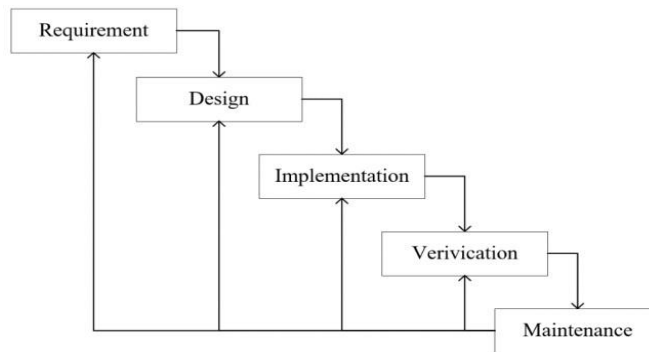 Requirement
Design
Implementation
Verivication
Maintenance